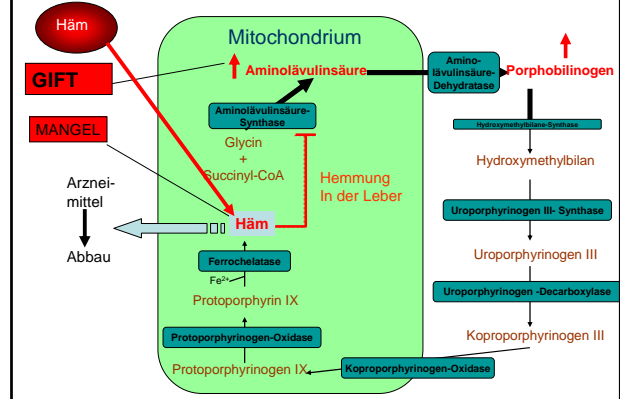 Häm
Mitochondrium
GIFT
Aminolävulinsäure
Amino-
lävulinsäure-
Dehydratase
Porphobilinogen
MANGEL
Aminolävulinsäure-
Synthase
Hydroxymethylbilane-Synthase
Glycin
+
Succinyl-CoA
Hydroxymethylbilan
Hemmung
In der Leber
Arznei-
mittel
Abbau
Häm
Uroporphyrinogen III- Synthase
Uroporphyrinogen III
Ferrochelatase
Fe²⁺
Protoporphyrin IX
Uroporphyrinogen -Decarboxylase
Protoporphyrinogen-Oxidase
Koproporphyrinogen III
Protoporphyrinogen IX
Koproporphyrinogen-Oxidase